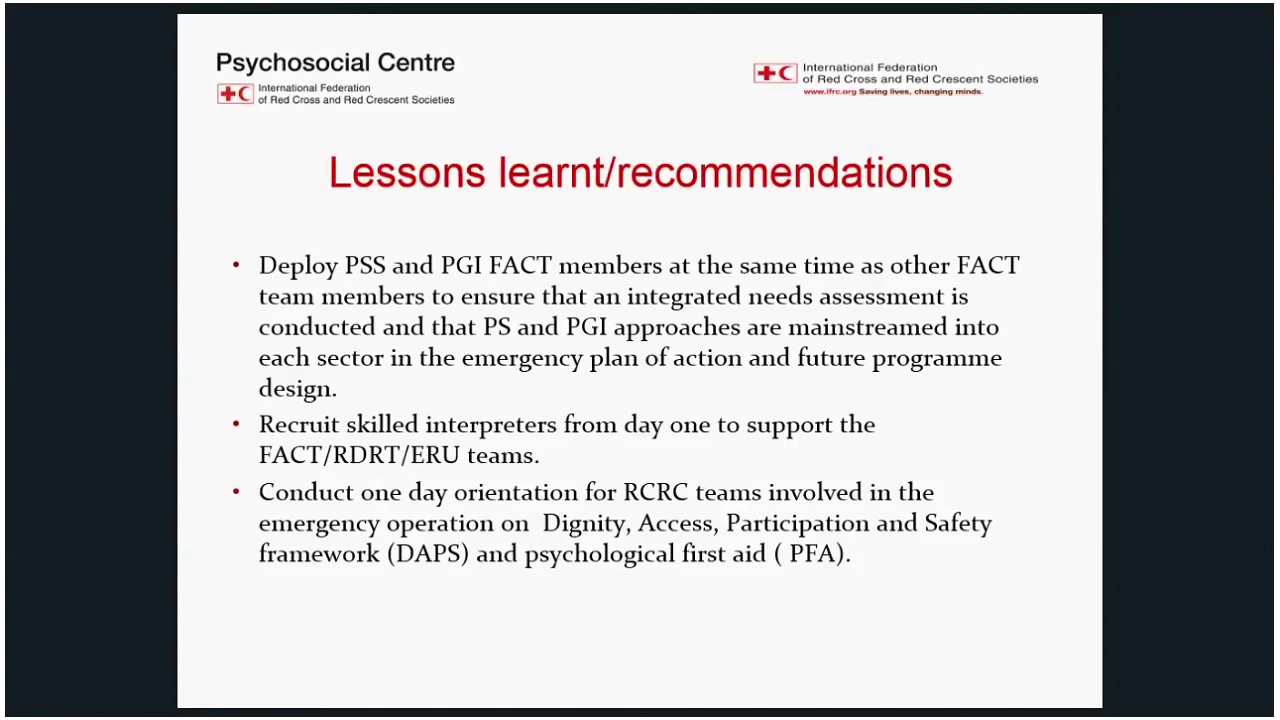 Psychosocial Centre
International Federation
of Red Cross and Red Crescent Societies
International Federation
of Red Cross and Red Crescent Societies
www.ifrc.org Saving lives, changing minds.
Lessons learnt/recommendations
• Deploy PSS and PGI FACT members at the same time as other FACT
team members to ensure that an integrated needs assessment is
conducted and that PS and PGI approaches are mainstreamed into
each sector in the emergency plan of action and future programme
design.
• Recruit skilled interpreters from day one to support the
FACT/RDRT/ERU teams.
• Conduct one day orientation for RCRC teams involved in the
emergency operation on  Dignity, Access, Participation and Safety
framework (DAPS) and psychological first aid ( PFA).